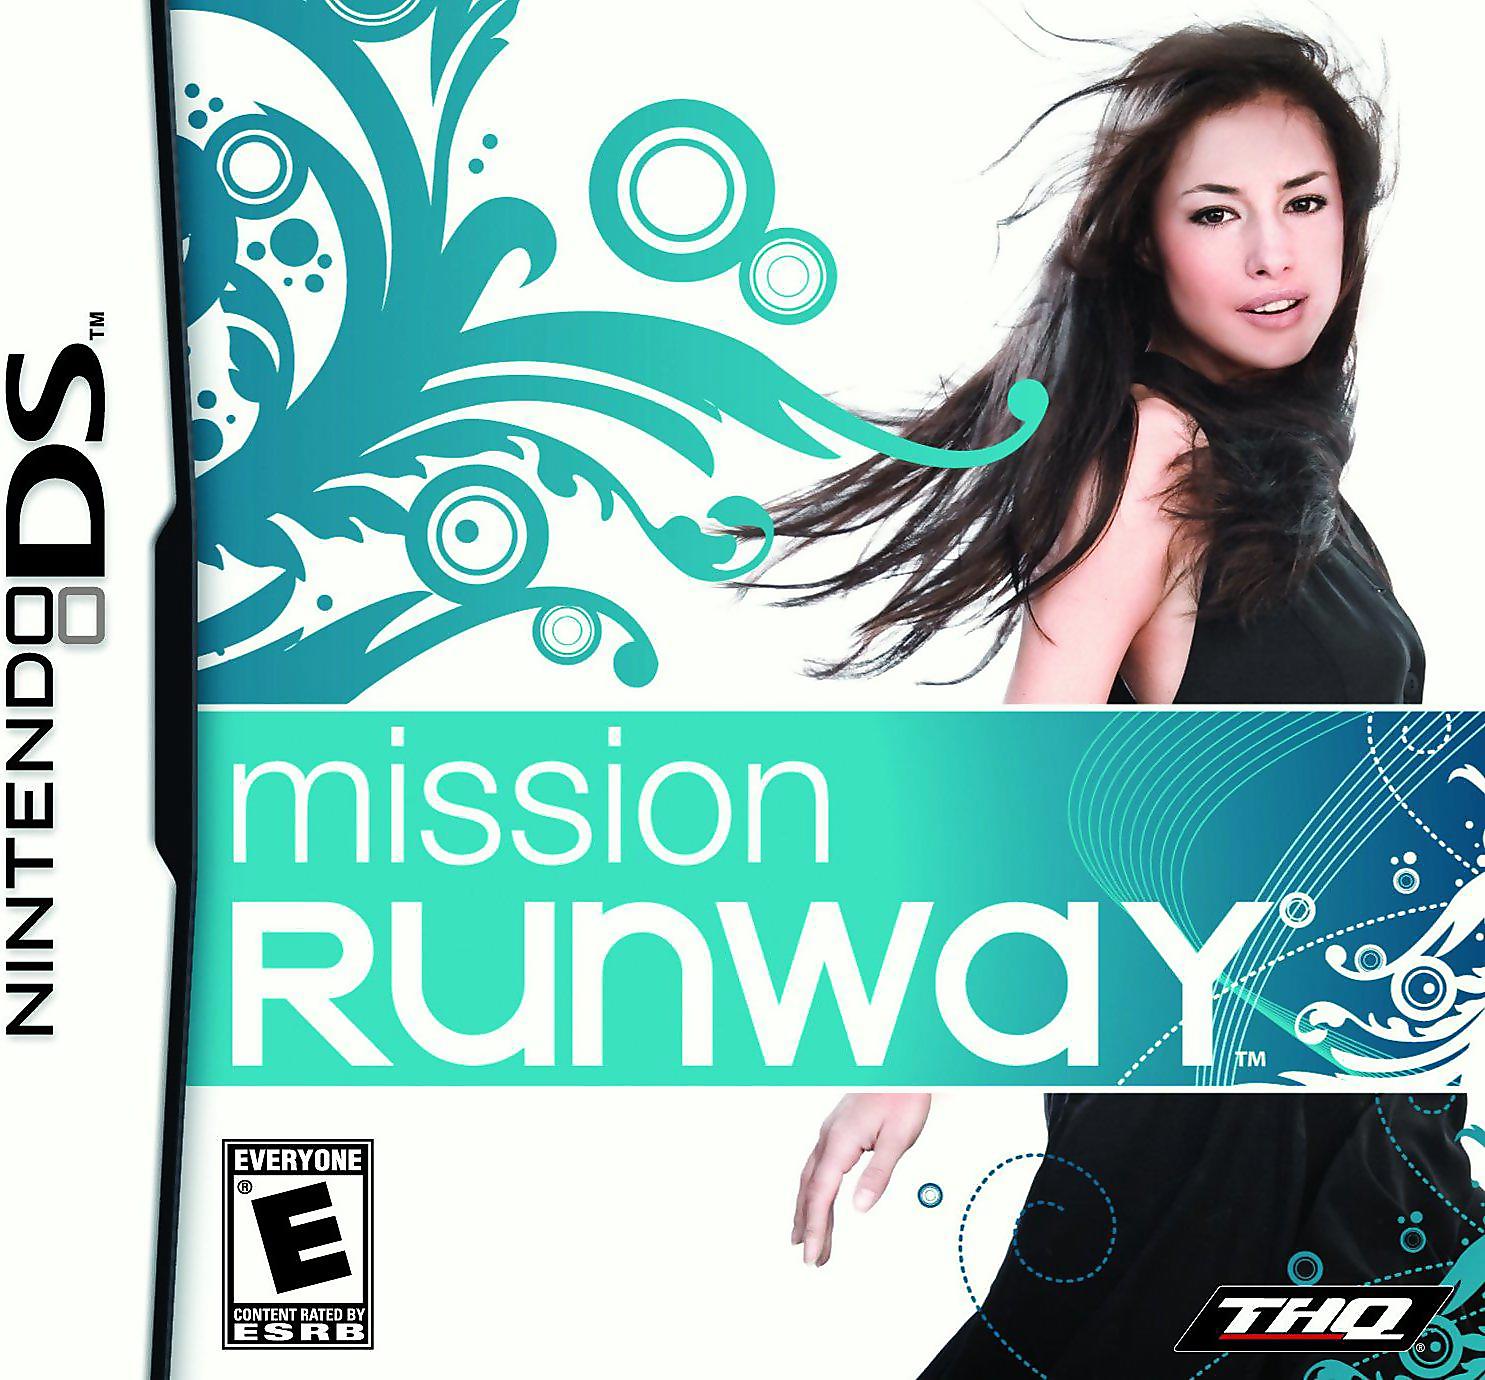 NINTENDO DS™
mission
RUNWAY™
EVERYONE
®
E
CONTENT RATED BY
ESRB
THQ®